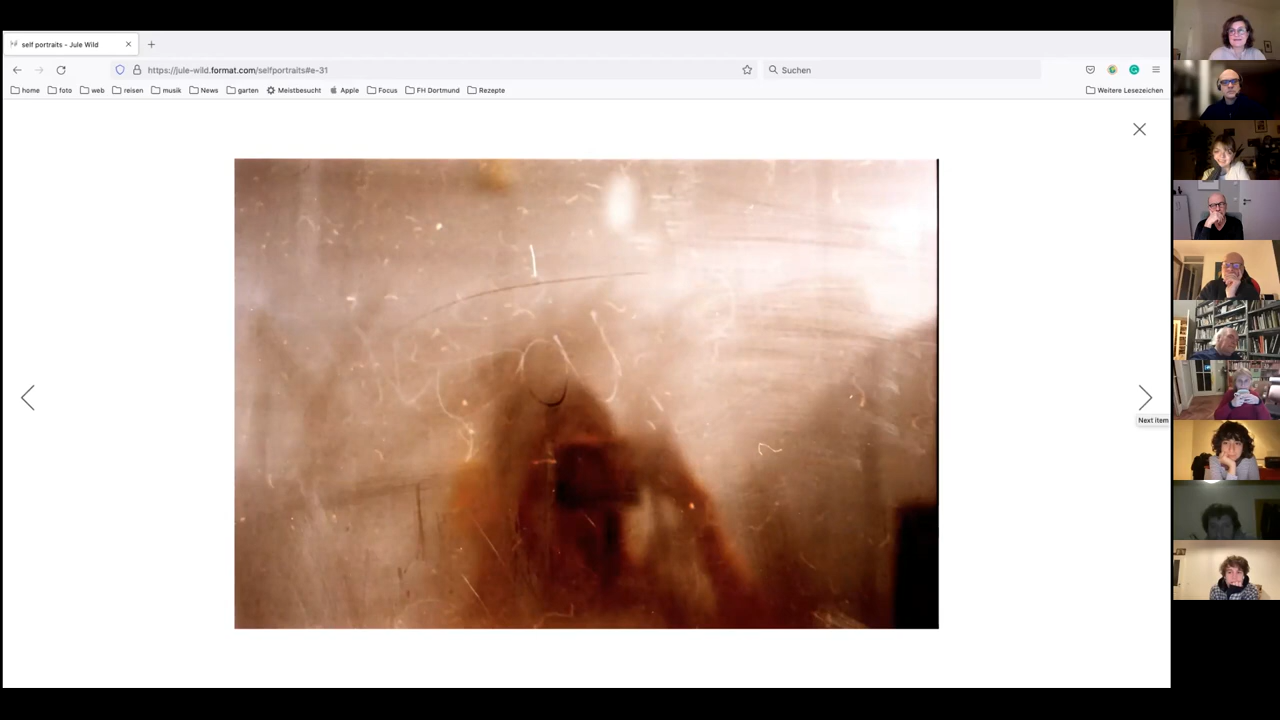 self portraits - Jule Wild
https://jule-wild.format.com/selfportraits#e-31
Suchen
home foto web reisen musik News garten Meistbesucht Apple Focus FH Dortmund Rezepte Weitere Lesezeichen
Next item